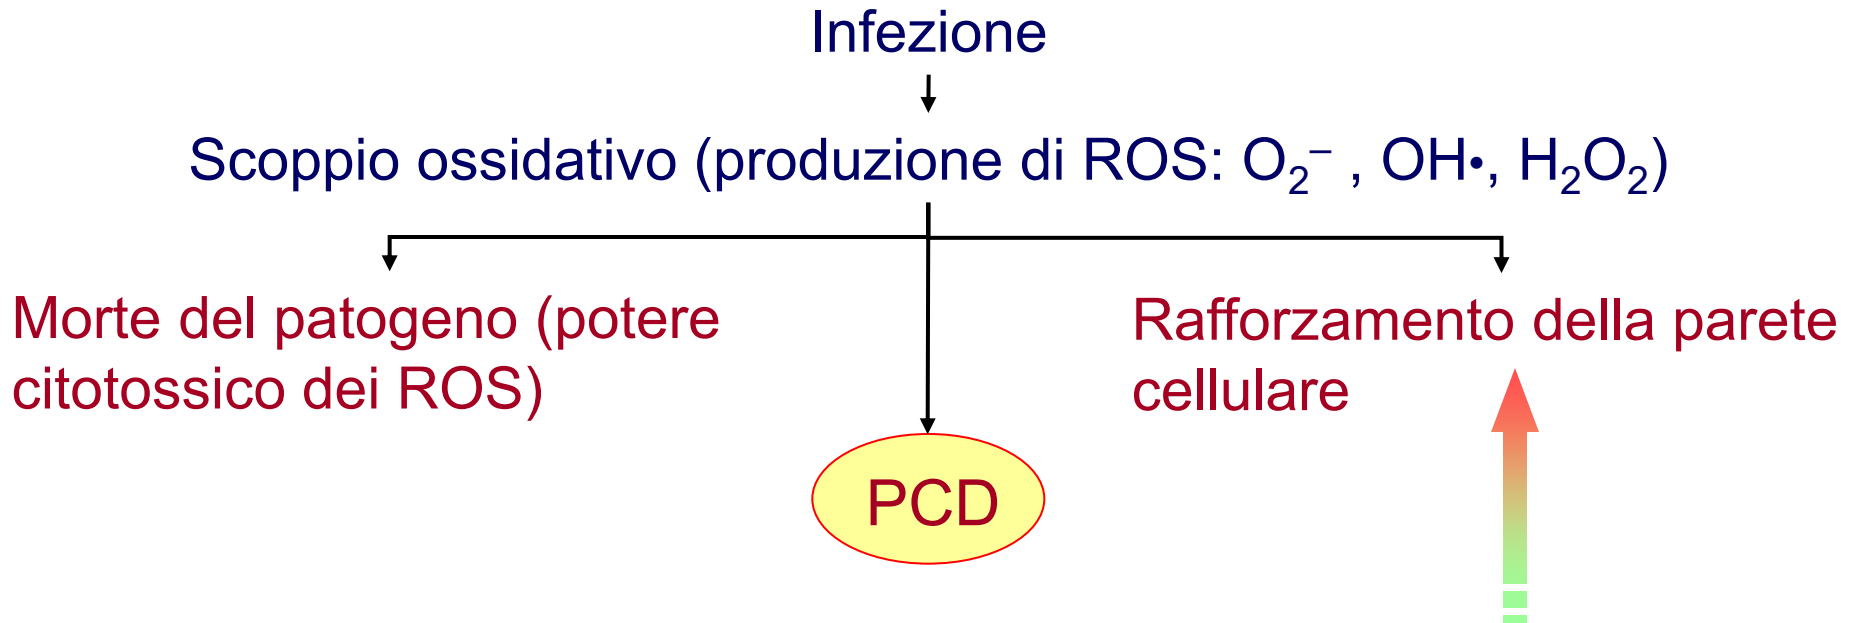 Infezione
Scoppio ossidativo (produzione di ROS: O₂⁻ , OH•, H₂O₂)
Morte del patogeno (potere
citotossico dei ROS)
Rafforzamento della parete
cellulare
PCD